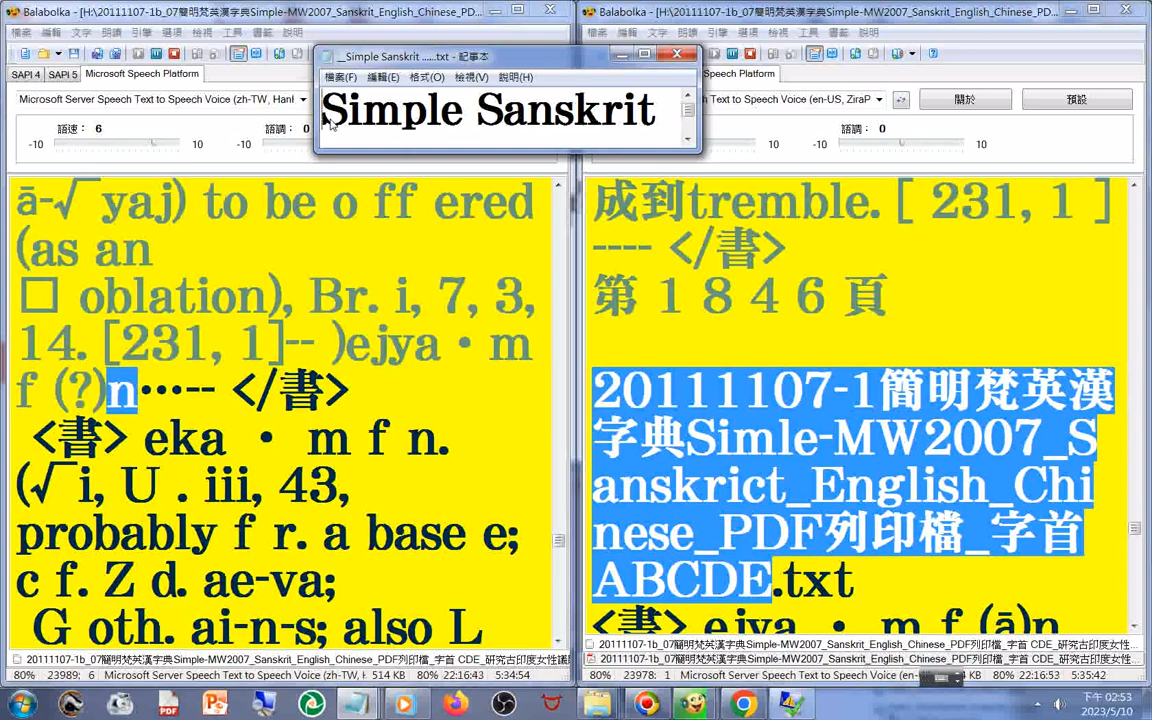 Balabolka - [H:\20111107-1b_07簡明梵英漢字典Simple-MW2007_Sanskrit_English_Chinese_PD...
檔案 編輯 文字 朗讀 引擎 選項 檢視 工具 書籤 說明
SAPI 4 SAPI 5 Microsoft Speech Platform
Microsoft Server Speech Text to Speech Voice (zh-TW, Hanl
語速： 6 語調： 0
-10 10 -10
ā-√ yaj) to be o ff ered
(as an
□ oblation), Br. i, 7, 3,
14. [231, 1]-- )ejya • m
f (?)n…-- </書>
<書> eka • m f n.
(√ i, U . iii, 43,
probably f r. a base e;
c f. Z d. ae-va;
G oth. ai-n-s; also L
20111107-1b_07簡明梵英漢字典Simple-MW2007_Sanskrit_English_Chinese_PDF列印檔_字首 CDE_研究古印度女性議
80% 23989: 6 Microsoft Server Speech Text to Speech Voice (zh-TW, H 514 KB 80% 22:16:43 5:34:54
__Simple Sanskrit ......txt - 記事本
檔案(F) 編輯(E) 格式(O) 檢視(V) 說明(H)
Simple Sanskrit
Balabolka - [H:\20111107-1b_07簡明梵英漢字典Simple-MW2007_Sanskrit_English_Chinese_PD...
檔案 編輯 文字 朗讀 引擎 選項 檢視 工具 書籤 說明
Speech Platform
Microsoft Server Speech Text to Speech Voice (en-US, ZiraP
關於 預設
語調： 0
10 -10 10
成到tremble. [ 231, 1 ]
---- </書>
第 1 8 4 6 頁
20111107-1簡明梵英漢
字典Simle-MW2007_S
anskrict_English_Chi
nese_PDF列印檔_字首
ABCDE.txt
<書> ejya • m f (ā)n
20111107-1b_07簡明梵英漢字典Simple-MW2007_Sanskrit_English_Chinese_PDF列印檔_字首 CDE_研究古印度女性...
20111107-1b_07簡明梵英漢字典Simple-MW2007_Sanskrit_English_Chinese_PDF列印檔_字首 CDE_研究古印度女性...
80% 23978: 1 Microsoft Server Speech Text to Speech Voice (en-US, KB 80% 22:16:53 5:35:42
PDF
下午 02:53
2023/5/10